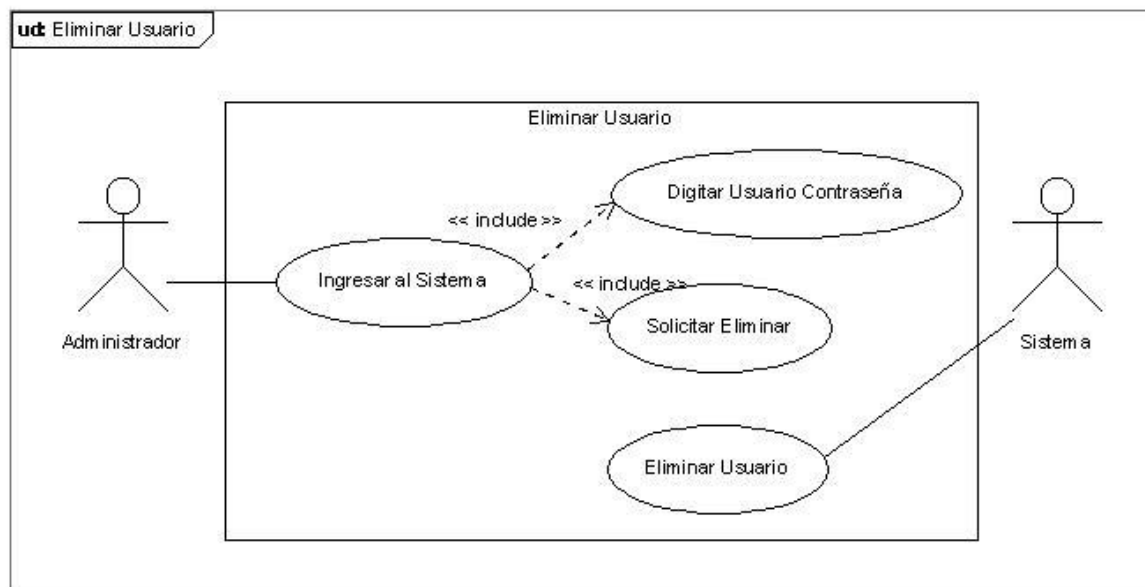 ud: Eliminar Usuario
Eliminar Usuario
Digitar Usuario Contraseña
<< include >>
Ingresar al Sistema
<< include >>
Solicitar Eliminar
Administrador
Sistema
Eliminar Usuario